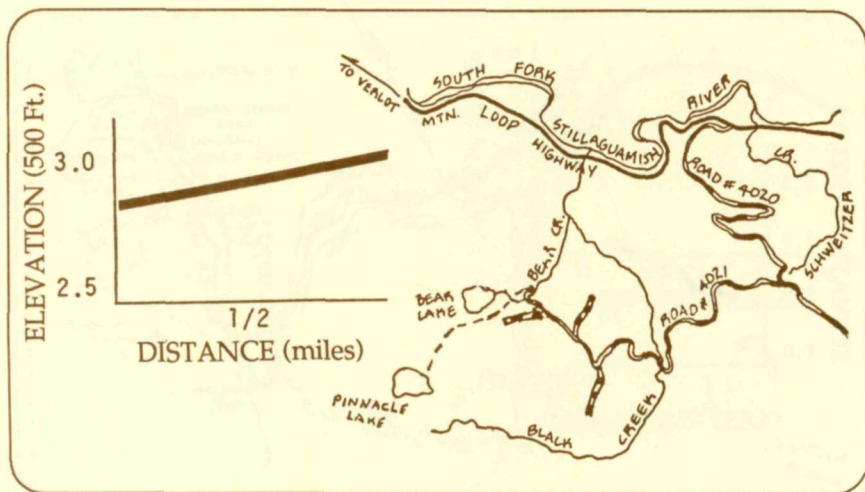 ELEVATION (500 Ft.)
3.0
2.5
1/2
DISTANCE (miles)
TO VERLOT
SOUTH FORK
STILLAGUAMISH
RIVER
MTN. LOOP
HIGHWAY
ROAD # 4020
CR.
SCHWEITZER
BEAR CR.
BEAR
LAKE
ROAD # 4021
PINNACLE
LAKE
BLACK
CREEK